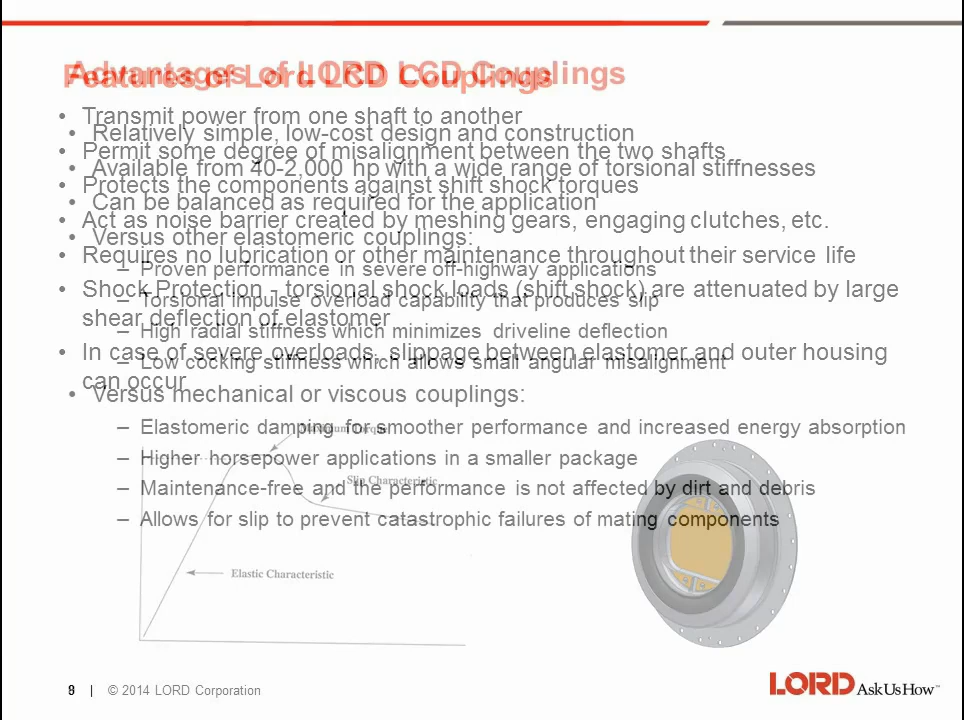 Features of Lord LCD Couplings
Advantages of LORD LCD Couplings
• Transmit power from one shaft to another
• Relatively simple, low-cost design and construction
• Permit some degree of misalignment between the two shafts
• Available from 40-2,000 hp with a wide range of torsional stiffnesses
• Protects the components against shift shock torques
• Can be balanced as required for the application
• Act as noise barrier created by meshing gears, engaging clutches, etc.
• Versus other elastomeric couplings:
• Requires no lubrication or other maintenance throughout their service life
– Proven performance in severe off-highway applications
• Shock Protection - torsional shock loads (shift shock) are attenuated by large
– Torsional impulse overload capability that produces slip
shear deflection of elastomer
– High radial stiffness which minimizes driveline deflection
• In case of severe overloads, slippage between elastomer and outer housing
– Low cocking stiffness which allows small angular misalignment
can occur
• Versus mechanical or viscous couplings:
– Elastomeric damping for smoother performance and increased energy absorption
Maximum Torque
– Higher horsepower applications in a smaller package
Slip Characteristic
– Maintenance-free and the performance is not affected by dirt and debris
– Allows for slip to prevent catastrophic failures of mating components
Elastic Characteristic
| © 2014 LORD Corporation
LORD AskUsHow™